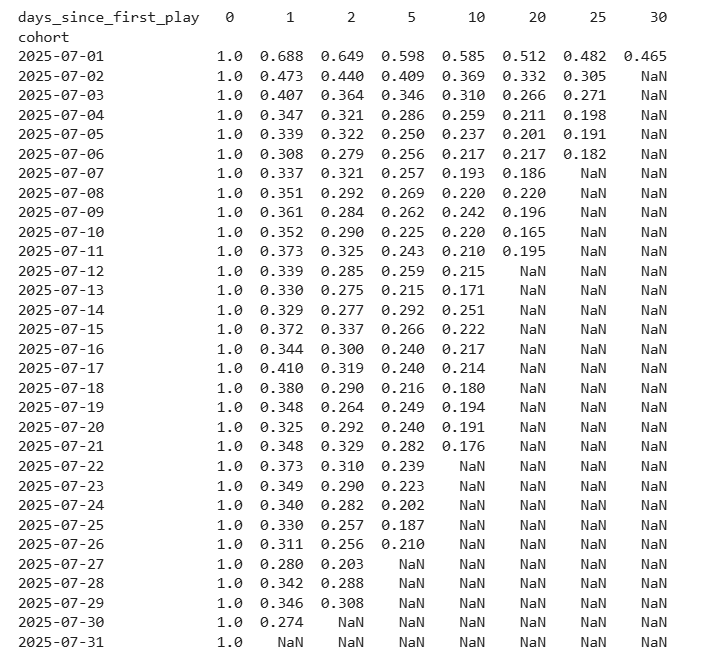 days_since_first_play 0 1 2 5 10 20 25 30
cohort
2025-07-01 1.0 0.688 0.649 0.598 0.585 0.512 0.482 0.465
2025-07-02 1.0 0.473 0.440 0.409 0.369 0.332 0.305 NaN
2025-07-03 1.0 0.407 0.364 0.346 0.310 0.266 0.271 NaN
2025-07-04 1.0 0.347 0.321 0.286 0.259 0.211 0.198 NaN
2025-07-05 1.0 0.339 0.322 0.250 0.237 0.201 0.191 NaN
2025-07-06 1.0 0.308 0.279 0.256 0.217 0.217 0.182 NaN
2025-07-07 1.0 0.337 0.321 0.257 0.193 0.186 NaN NaN
2025-07-08 1.0 0.351 0.292 0.269 0.220 0.220 NaN NaN
2025-07-09 1.0 0.361 0.284 0.262 0.242 0.196 NaN NaN
2025-07-10 1.0 0.352 0.290 0.225 0.220 0.165 NaN NaN
2025-07-11 1.0 0.373 0.325 0.243 0.210 0.195 NaN NaN
2025-07-12 1.0 0.339 0.285 0.259 0.215 NaN NaN NaN
2025-07-13 1.0 0.330 0.275 0.215 0.171 NaN NaN NaN
2025-07-14 1.0 0.329 0.277 0.292 0.251 NaN NaN NaN
2025-07-15 1.0 0.372 0.337 0.266 0.222 NaN NaN NaN
2025-07-16 1.0 0.344 0.300 0.240 0.217 NaN NaN NaN
2025-07-17 1.0 0.410 0.319 0.240 0.214 NaN NaN NaN
2025-07-18 1.0 0.380 0.290 0.216 0.180 NaN NaN NaN
2025-07-19 1.0 0.348 0.264 0.249 0.194 NaN NaN NaN
2025-07-20 1.0 0.325 0.292 0.240 0.191 NaN NaN NaN
2025-07-21 1.0 0.348 0.329 0.282 0.176 NaN NaN NaN
2025-07-22 1.0 0.373 0.310 0.239 NaN NaN NaN NaN
2025-07-23 1.0 0.349 0.290 0.223 NaN NaN NaN NaN
2025-07-24 1.0 0.340 0.282 0.202 NaN NaN NaN NaN
2025-07-25 1.0 0.330 0.257 0.187 NaN NaN NaN NaN
2025-07-26 1.0 0.311 0.256 0.210 NaN NaN NaN NaN
2025-07-27 1.0 0.280 0.203 NaN NaN NaN NaN NaN
2025-07-28 1.0 0.342 0.288 NaN NaN NaN NaN NaN
2025-07-29 1.0 0.346 0.308 NaN NaN NaN NaN NaN
2025-07-30 1.0 0.274 NaN NaN NaN NaN NaN NaN
2025-07-31 1.0 NaN NaN NaN NaN NaN NaN NaN